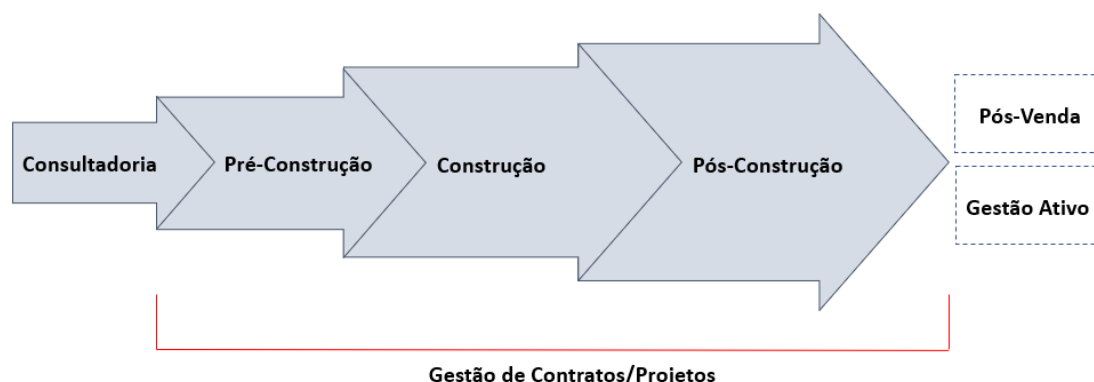 Consultadoria
Pré-Construção
Construção
Pós-Construção
Pós-Venda
Gestão Ativo
Gestão de Contratos/Projetos